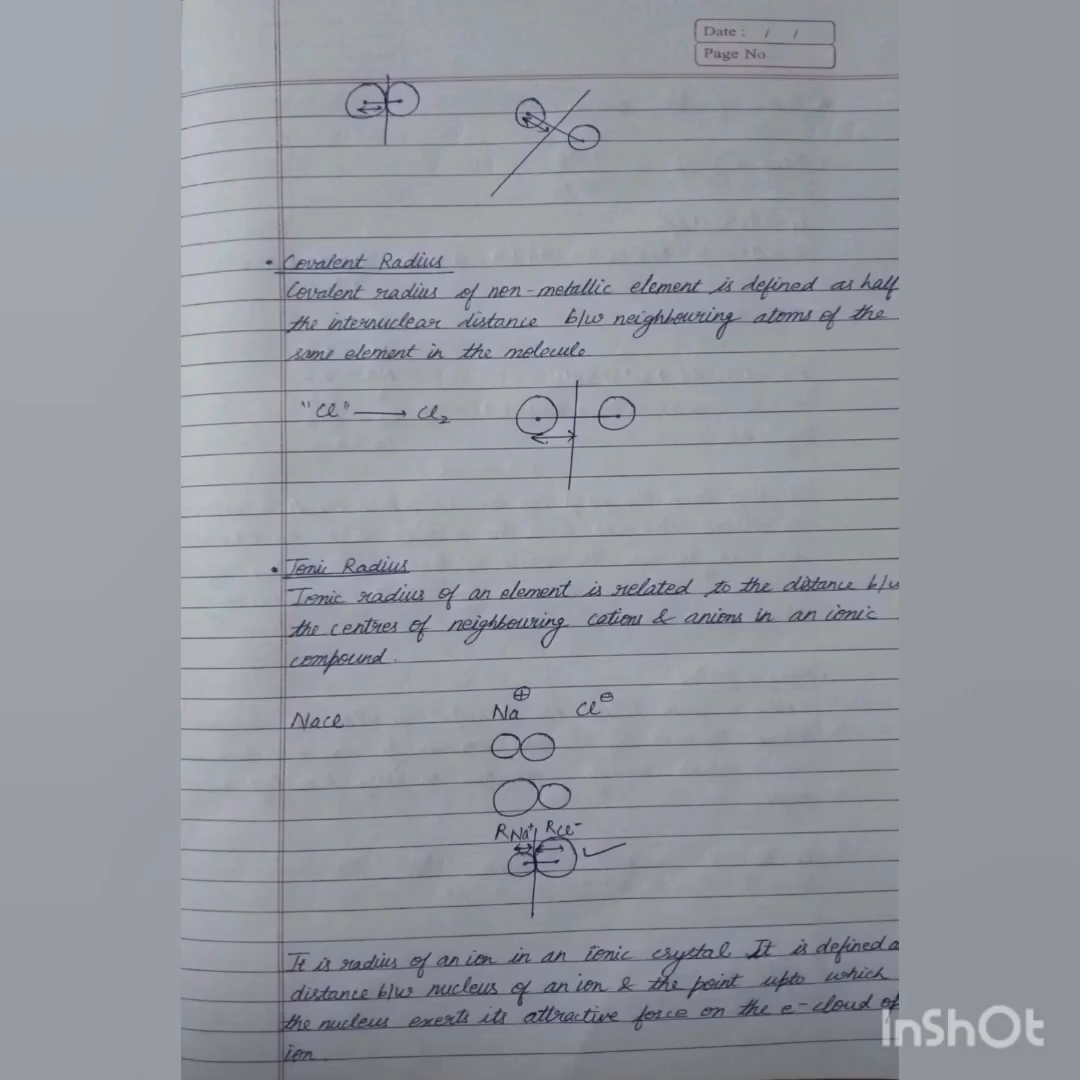 Date : / /
Page No
• Covalent Radius
Covalent radius of non-metallic element is defined as half
the internuclear distance b/w neighbouring atoms of the
same element in the molecule
"Cl" → Cl₂
• Ionic Radius
Ionic radius of an element is related to the distance b/w
the centres of neighbouring cations & anions in an ionic
compound.
NaCl Na⊕ Cl⊖
RNa⁺ RCl⁻
It is radius of an ion in an ionic crystal. It is defined a
distance b/w nucleus of an ion & the point upto which
the nucleus exerts its attractive force on the e-cloud of
ion.
InShOt